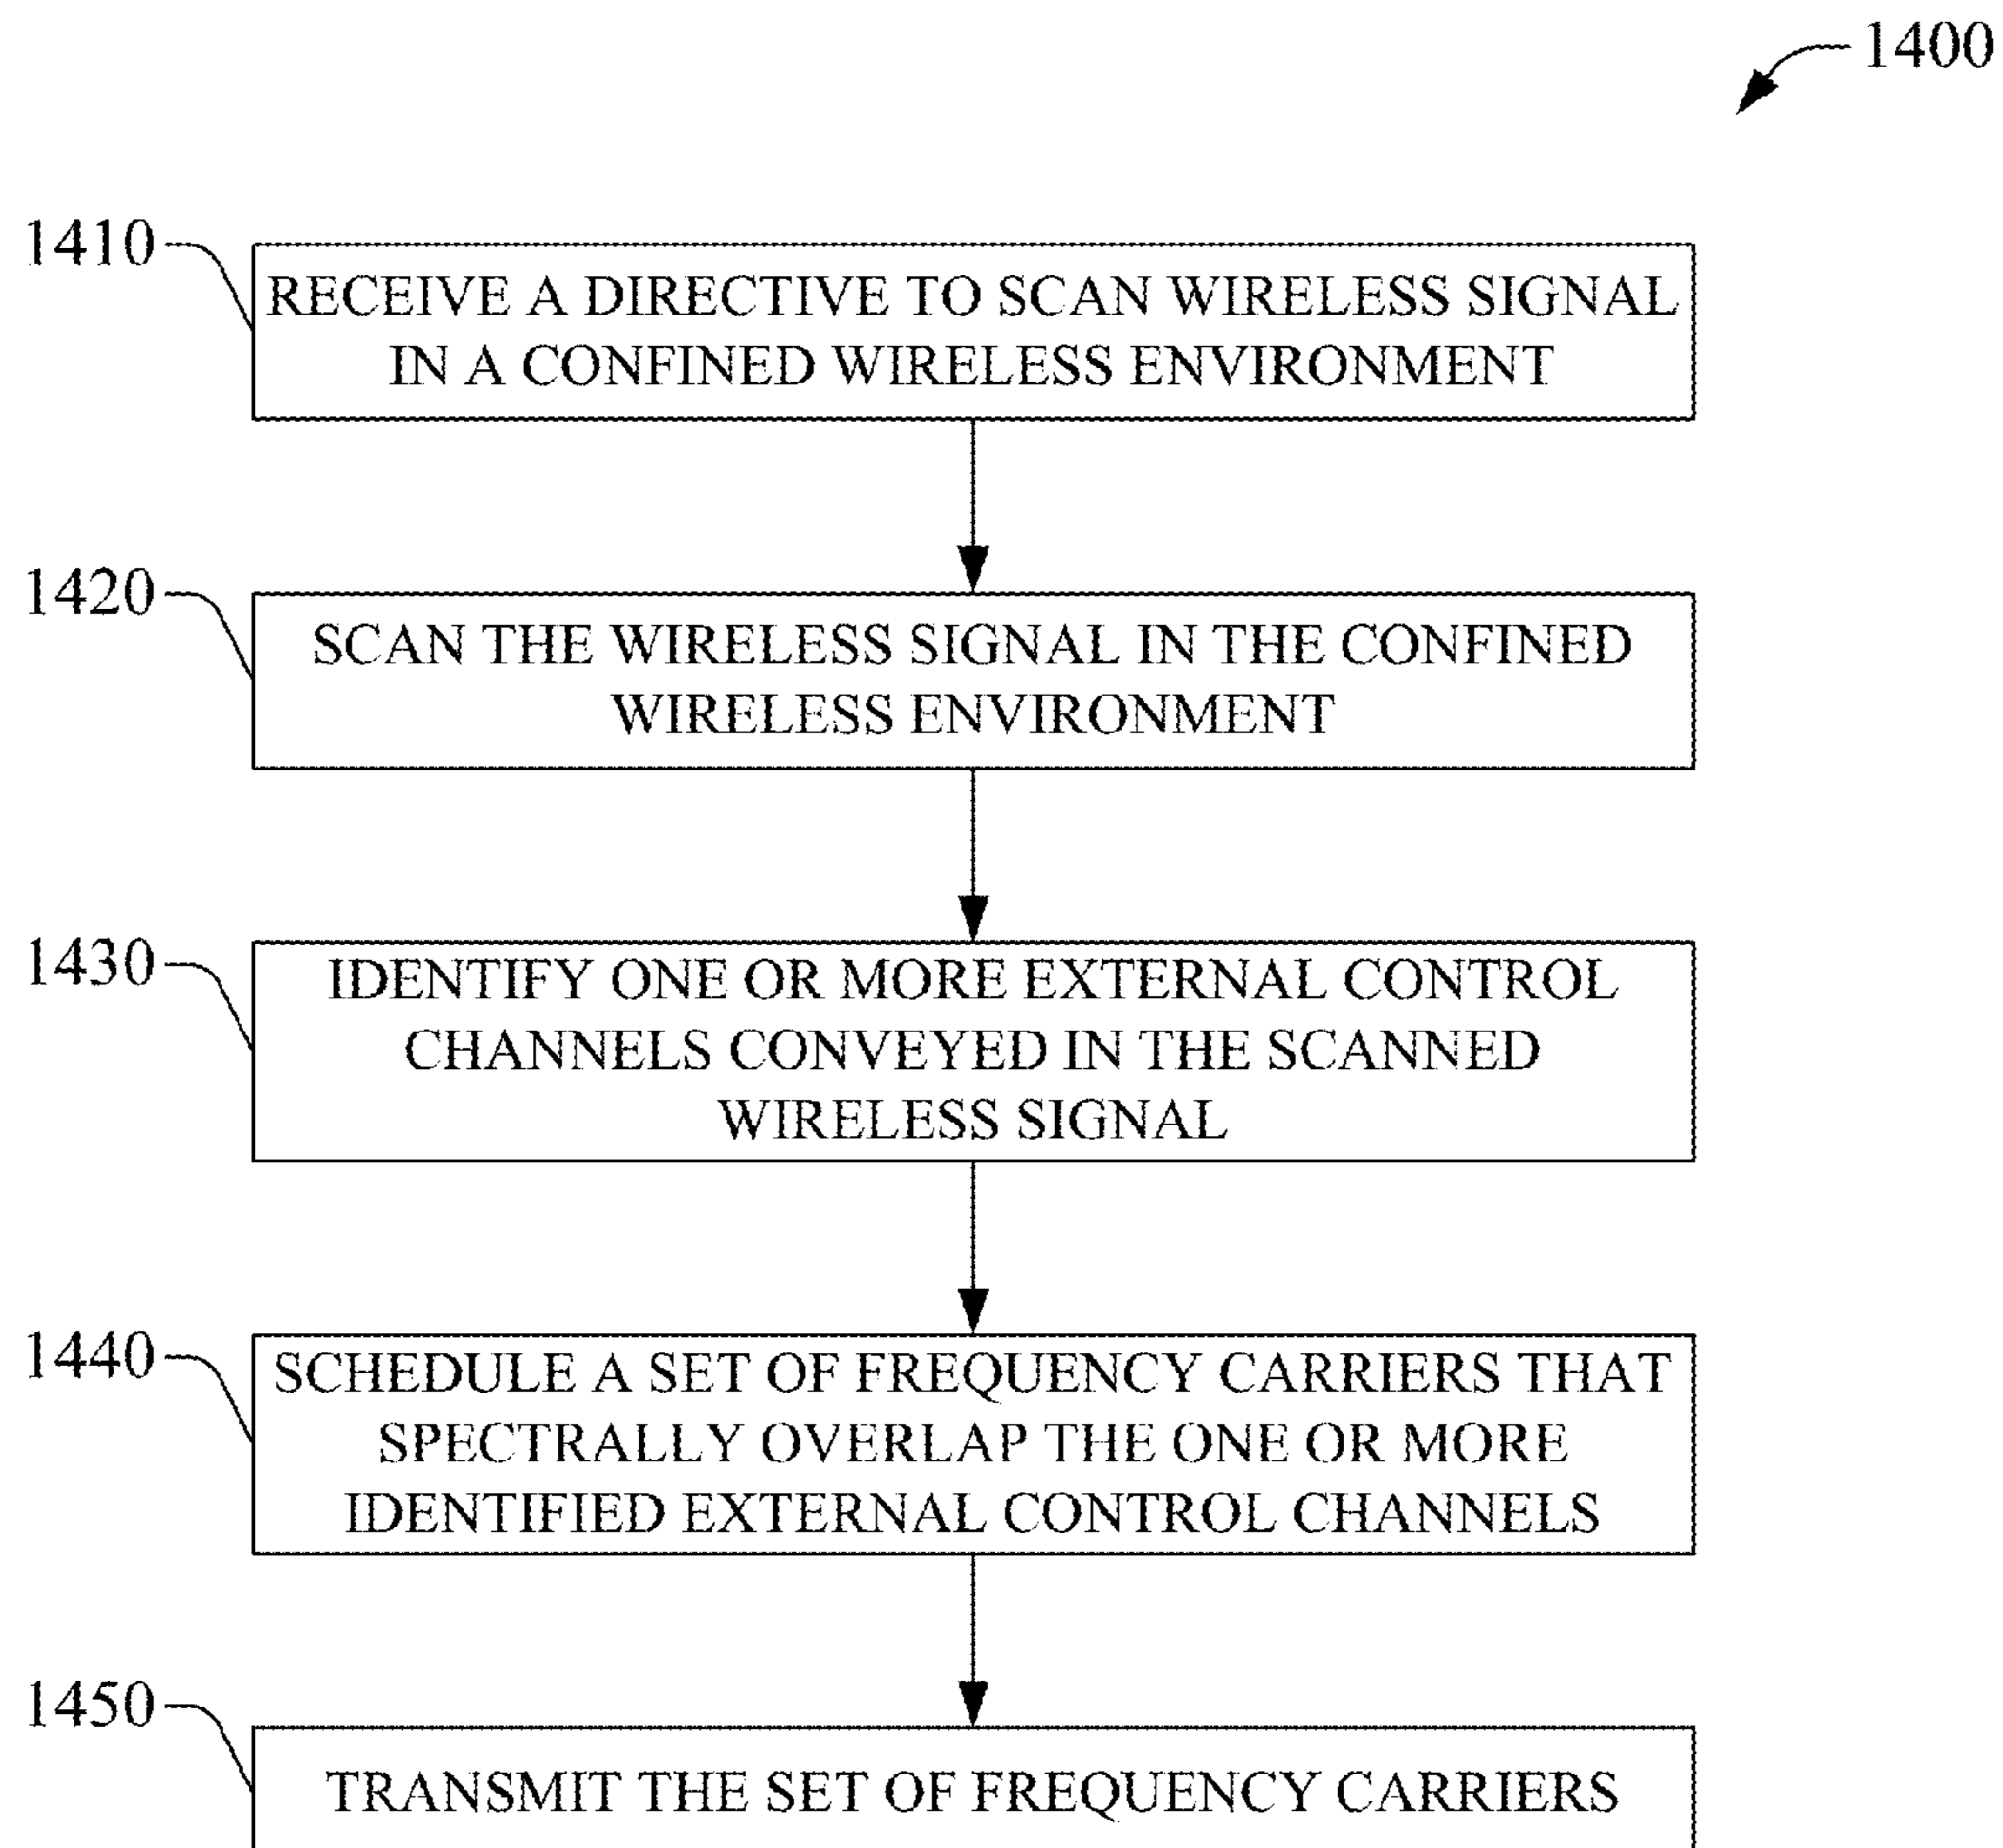 1400
1410
RECEIVE A DIRECTIVE TO SCAN WIRELESS SIGNAL
IN A CONFINED WIRELESS ENVIRONMENT
1420
SCAN THE WIRELESS SIGNAL IN THE CONFINED
WIRELESS ENVIRONMENT
1430
IDENTIFY ONE OR MORE EXTERNAL CONTROL
CHANNELS CONVEYED IN THE SCANNED
WIRELESS SIGNAL
1440
SCHEDULE A SET OF FREQUENCY CARRIERS THAT
SPECTRALLY OVERLAP THE ONE OR MORE
IDENTIFIED EXTERNAL CONTROL CHANNELS
1450
TRANSMIT THE SET OF FREQUENCY CARRIERS